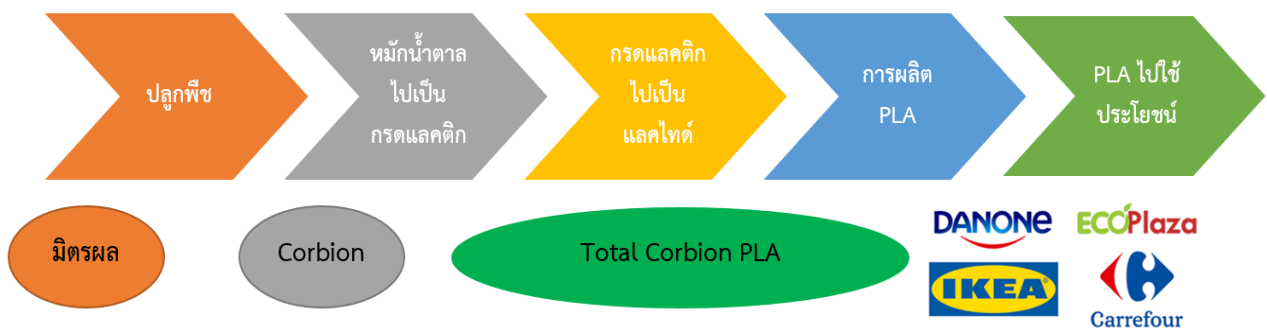 ปลูกพืช
หมักน้ำตาล
ไปเป็น
กรดแลคติก
กรดแลคติก
ไปเป็น
แลคไทด์
การผลิต
PLA
PLA ไปใช้
ประโยชน์
มิตรผล
Corbion
Total Corbion PLA
DANONE
ECOPlaza
IKEA
Carrefour